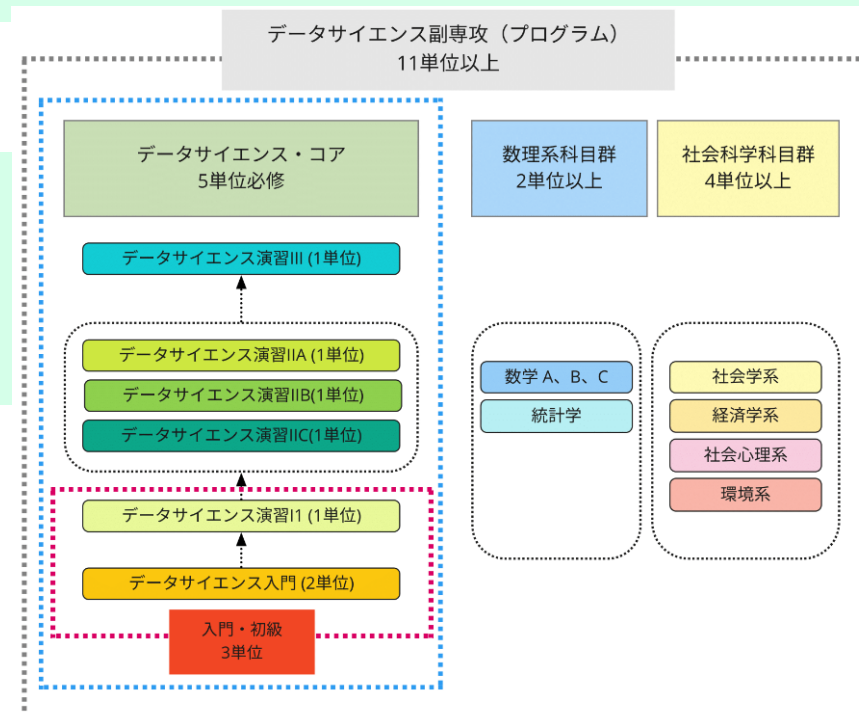 データサイエンス副専攻（プログラム）
11単位以上
データサイエンス・コア
5単位必修
データサイエンス演習III (1単位)
データサイエンス演習IIA (1単位)
データサイエンス演習IIB(1単位)
データサイエンス演習IIC(1単位)
データサイエンス演習I1 (1単位)
データサイエンス入門 (2単位)
入門・初級
3単位
数理系科目群
2単位以上
数学 A、B、C
統計学
社会科学科目群
4単位以上
社会学系
経済学系
社会心理系
環境系